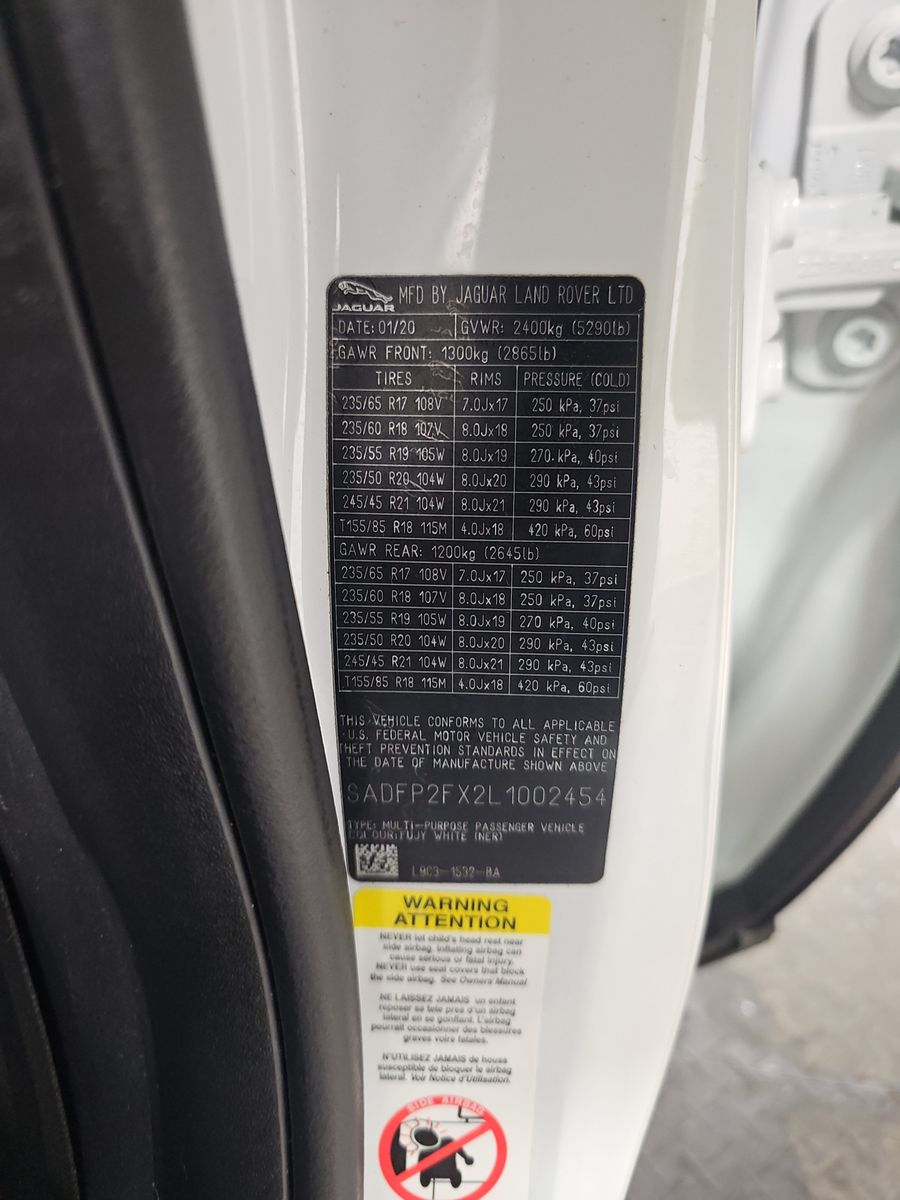 JAGUAR
MFD BY JAGUAR LAND ROVER LTD
DATE: 01/20 GVWR: 2400kg (5290lb)
GAWR FRONT: 1300kg (2865lb)
TIRES RIMS PRESSURE (COLD)
235/65 R17 108V 7.0Jx17 250 kPa, 37psi
235/60 R18 107V 8.0Jx18 250 kPa, 37psi
235/55 R19 105W 8.0Jx19 270 kPa, 40psi
235/50 R20 104W 8.0Jx20 290 kPa, 43psi
245/45 R21 104W 8.0Jx21 290 kPa, 43psi
T155/85 R18 115M 4.0Jx18 420 kPa, 60psi
GAWR REAR: 1200kg (2645lb)
235/65 R17 108V 7.0Jx17 250 kPa, 37psi
235/60 R18 107V 8.0Jx18 250 kPa, 37psi
235/55 R19 105W 8.0Jx19 270 kPa, 40psi
235/50 R20 104W 8.0Jx20 290 kPa, 43psi
245/45 R21 104W 8.0Jx21 290 kPa, 43psi
T155/85 R18 115M 4.0Jx18 420 kPa, 60psi
THIS VEHICLE CONFORMS TO ALL APPLICABLE
U.S. FEDERAL MOTOR VEHICLE SAFETY AND
THEFT PREVENTION STANDARDS IN EFFECT ON
THE DATE OF MANUFACTURE SHOWN ABOVE
SADFP2FX2L1002454
TYPE: MULTI-PURPOSE PASSENGER VEHICLE
COLOUR:FUJY WHITE (NER)
L9C3-1532-BA
WARNING
ATTENTION
NEVER let child's head rest near
side airbag. Inflating airbag can
cause serious or fatal injury.
NEVER use seat covers that block
the side airbag. See Owners Manual
NE LAISSEZ JAMAIS un enfant
reposer sa tete pres d'un airbag
lateral en se gonflant. L'airbag
pourrait occasionner des blessures
graves voire fatales.
N'UTILISEZ JAMAIS de houss
susceptible de bloquer le airbag
lateral. Voir Notice d'Utilisation.
SIDE AIRBAG